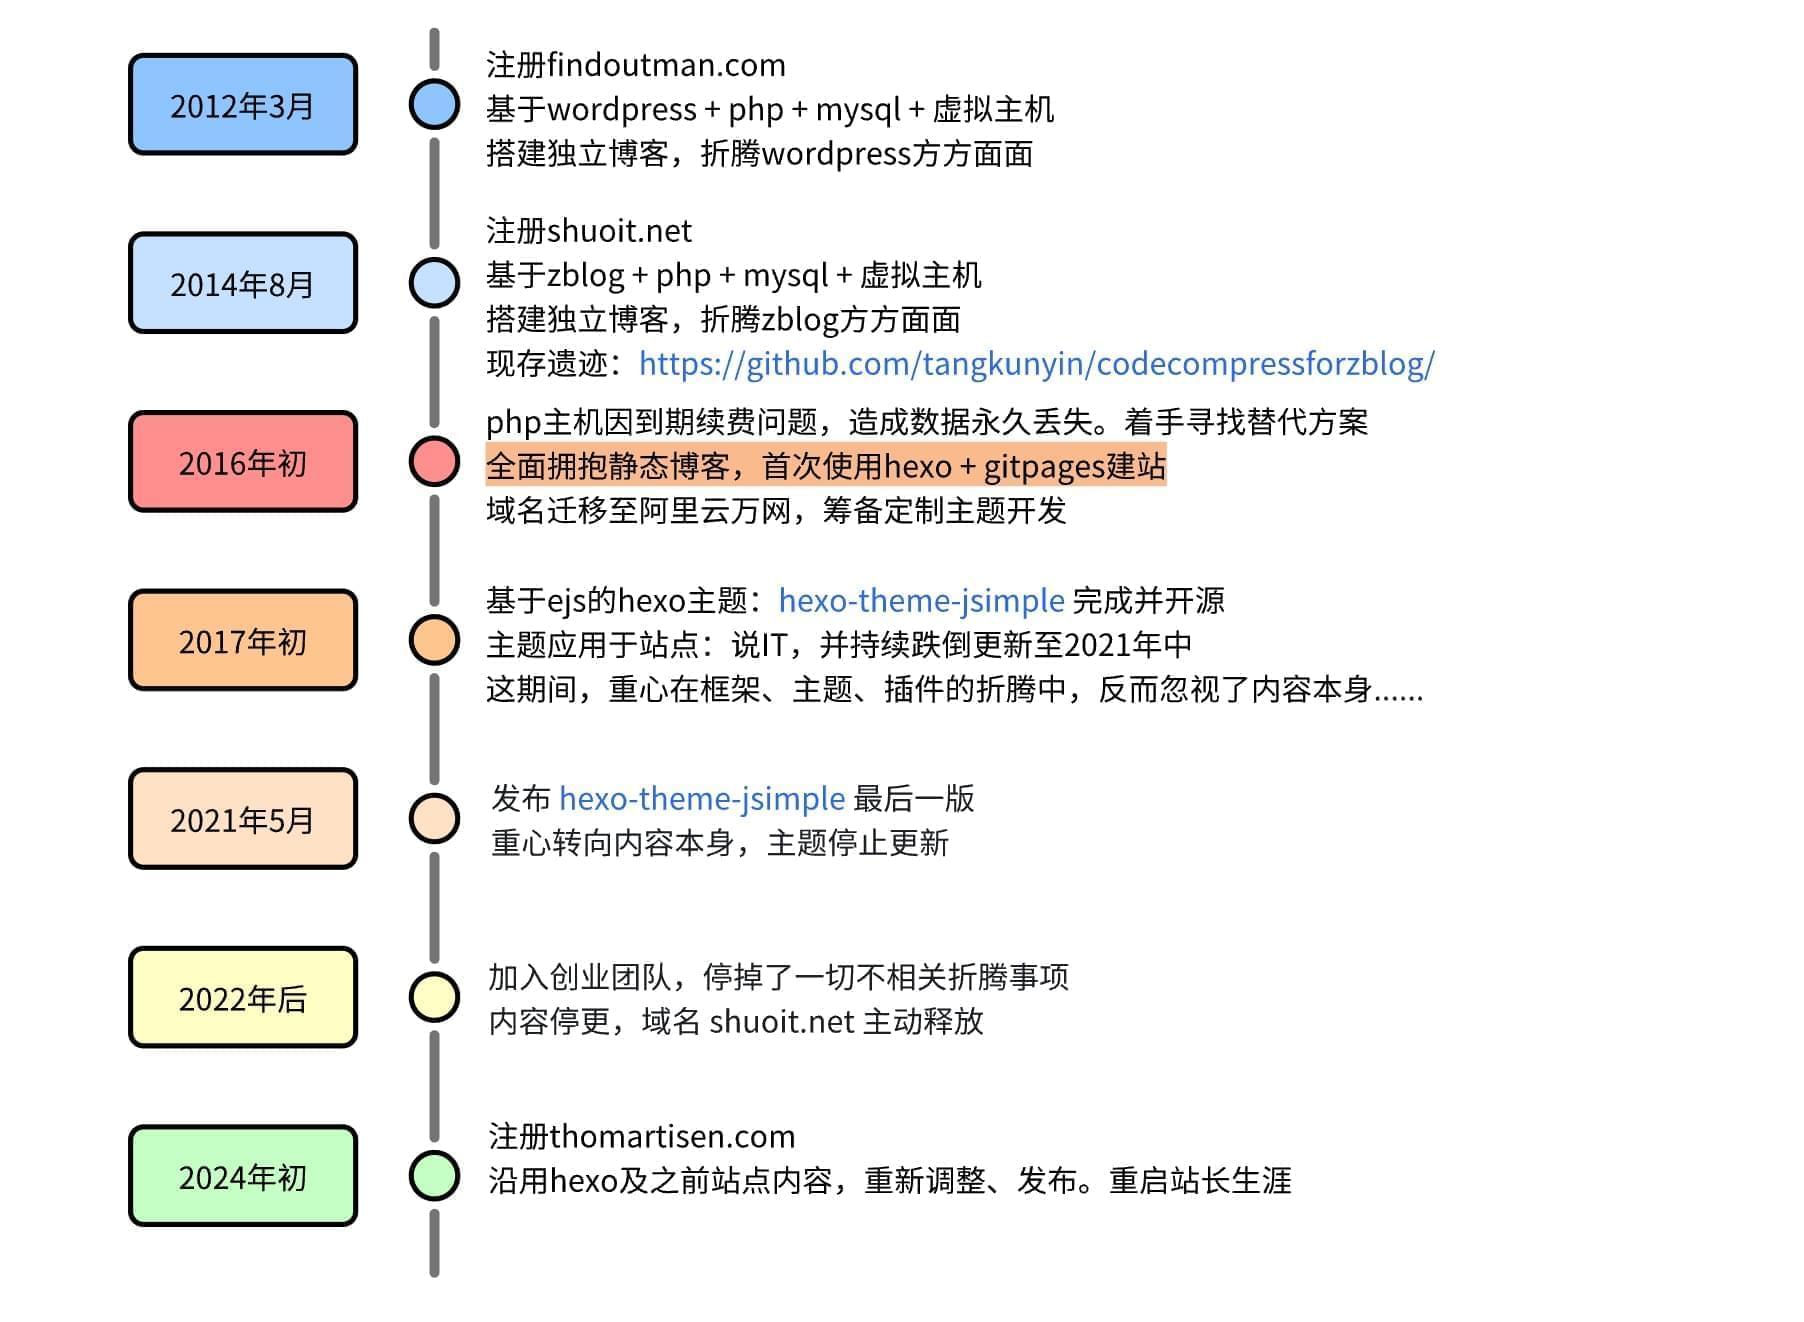 2012年3月
注册findoutman.com
基于wordpress + php + mysql + 虚拟主机
搭建独立博客，折腾wordpress方方面面
2014年8月
注册shuoit.net
基于zblog + php + mysql + 虚拟主机
搭建独立博客，折腾zblog方方面面
现存遗迹：https://github.com/tangkunyin/codecompressforzblog/
2016年初
php主机因到期续费问题，造成数据永久丢失。着手寻找替代方案
全面拥抱静态博客，首次使用hexo + gitpages建站
域名迁移至阿里云万网，筹备定制主题开发
2017年初
基于ejs的hexo主题：hexo-theme-jsimple 完成并开源
主题应用于站点：说IT，并持续跌倒更新至2021年中
这期间，重心在框架、主题、插件的折腾中，反而忽视了内容本身......
2021年5月
发布 hexo-theme-jsimple 最后一版
重心转向内容本身，主题停止更新
2022年后
加入创业团队，停掉了一切不相关折腾事项
内容停更，域名 shuoit.net 主动释放
2024年初
注册thomartisen.com
沿用hexo及之前站点内容，重新调整、发布。重启站长生涯